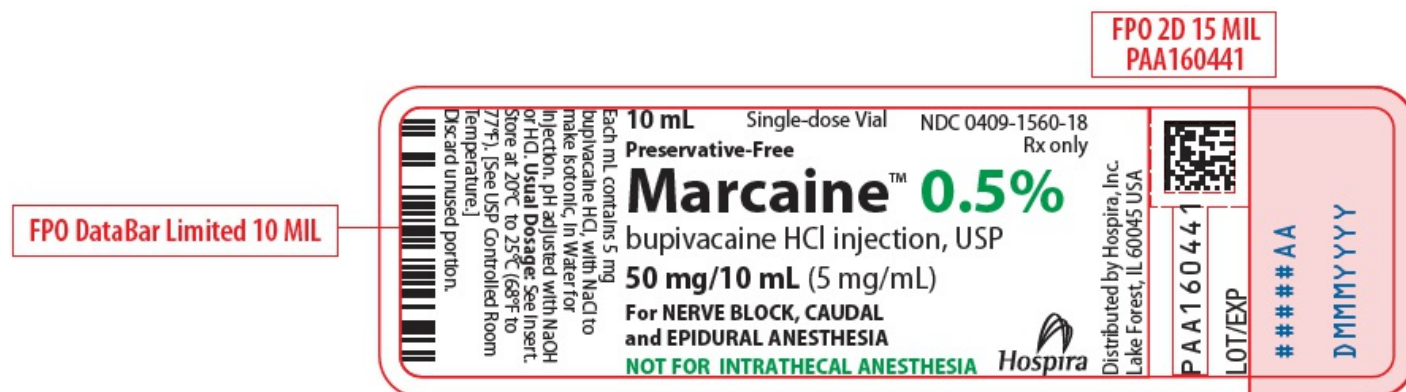 FPO 2D 15 MIL
PAA160441
FPO DataBar Limited 10 MIL
Each mL contains 5 mg
bupivacaine HCl, with NaCl to
make isotonic, in Water for
Injection. pH adjusted with NaOH
or HCl. Usual Dosage: See Insert.
Store at 20°C to 25°C (68°F to
77°F). [See USP Controlled Room
Temperature.]
Discard unused portion.
10 mL Single-dose Vial NDC 0409-1560-18
Preservative-Free Rx only
Marcaine™ 0.5%
bupivacaine HCl injection, USP
50 mg/10 mL (5 mg/mL)
For NERVE BLOCK, CAUDAL
and EPIDURAL ANESTHESIA
NOT FOR INTRATHECAL ANESTHESIA
Hospira
Distributed by Hospira, Inc.
Lake Forest, IL 60045 USA
PAA160441
LOT/EXP
#####AA
DMMMYYYY